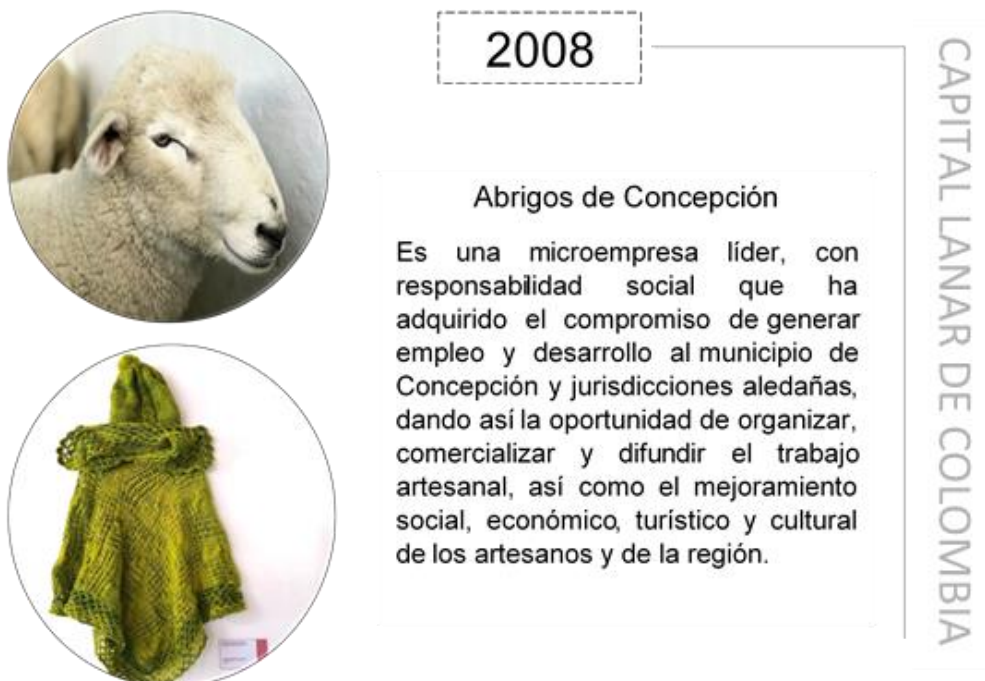 2008
Abrigos de Concepción
Es una microempresa líder, con
responsabilidad social que ha
adquirido el compromiso de generar
empleo y desarrollo al municipio de
Concepción y jurisdicciones aledañas,
dando así la oportunidad de organizar,
comercializar y difundir el trabajo
artesanal, así como el mejoramiento
social, económico, turístico y cultural
de los artesanos y de la región.
CAPITAL LANAR DE COLOMBIA